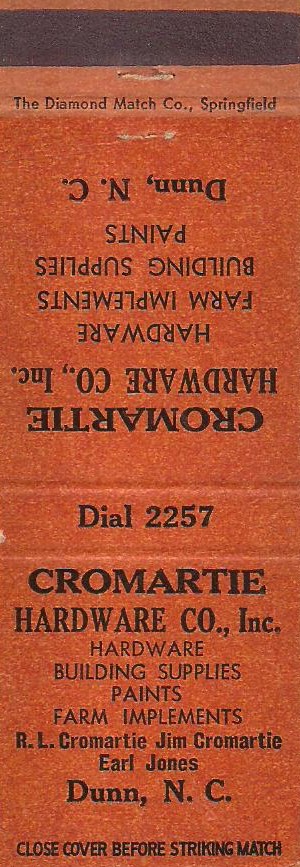 The Diamond Match Co., Springfield
CROMARTIE
HARDWARE CO., Inc.
HARDWARE
FARM IMPLEMENTS
BUILDING SUPPLIES
PAINTS
Dunn, N. C.
Dial 2257
CROMARTIE
HARDWARE CO., Inc.
HARDWARE
BUILDING SUPPLIES
PAINTS
FARM IMPLEMENTS
R. L. Cromartie Jim Cromartie
Earl Jones
Dunn, N. C.
CLOSE COVER BEFORE STRIKING MATCH